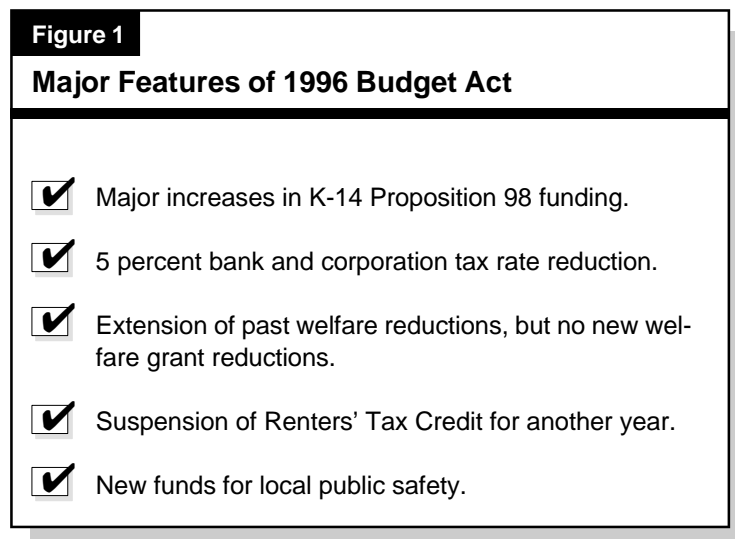 Figure 1
Major Features of 1996 Budget Act
Major increases in K-14 Proposition 98 funding.
5 percent bank and corporation tax rate reduction.
Extension of past welfare reductions, but no new wel-
fare grant reductions.
Suspension of Renters’ Tax Credit for another year.
New funds for local public safety.